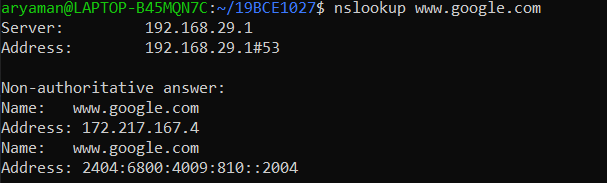 aryaman@LAPTOP-B45MQN7C:~/19BCE1027$ nslookup www.google.com
Server:         192.168.29.1
Address:        192.168.29.1#53

Non-authoritative answer:
Name:   www.google.com
Address: 172.217.167.4
Name:   www.google.com
Address: 2404:6800:4009:810::2004